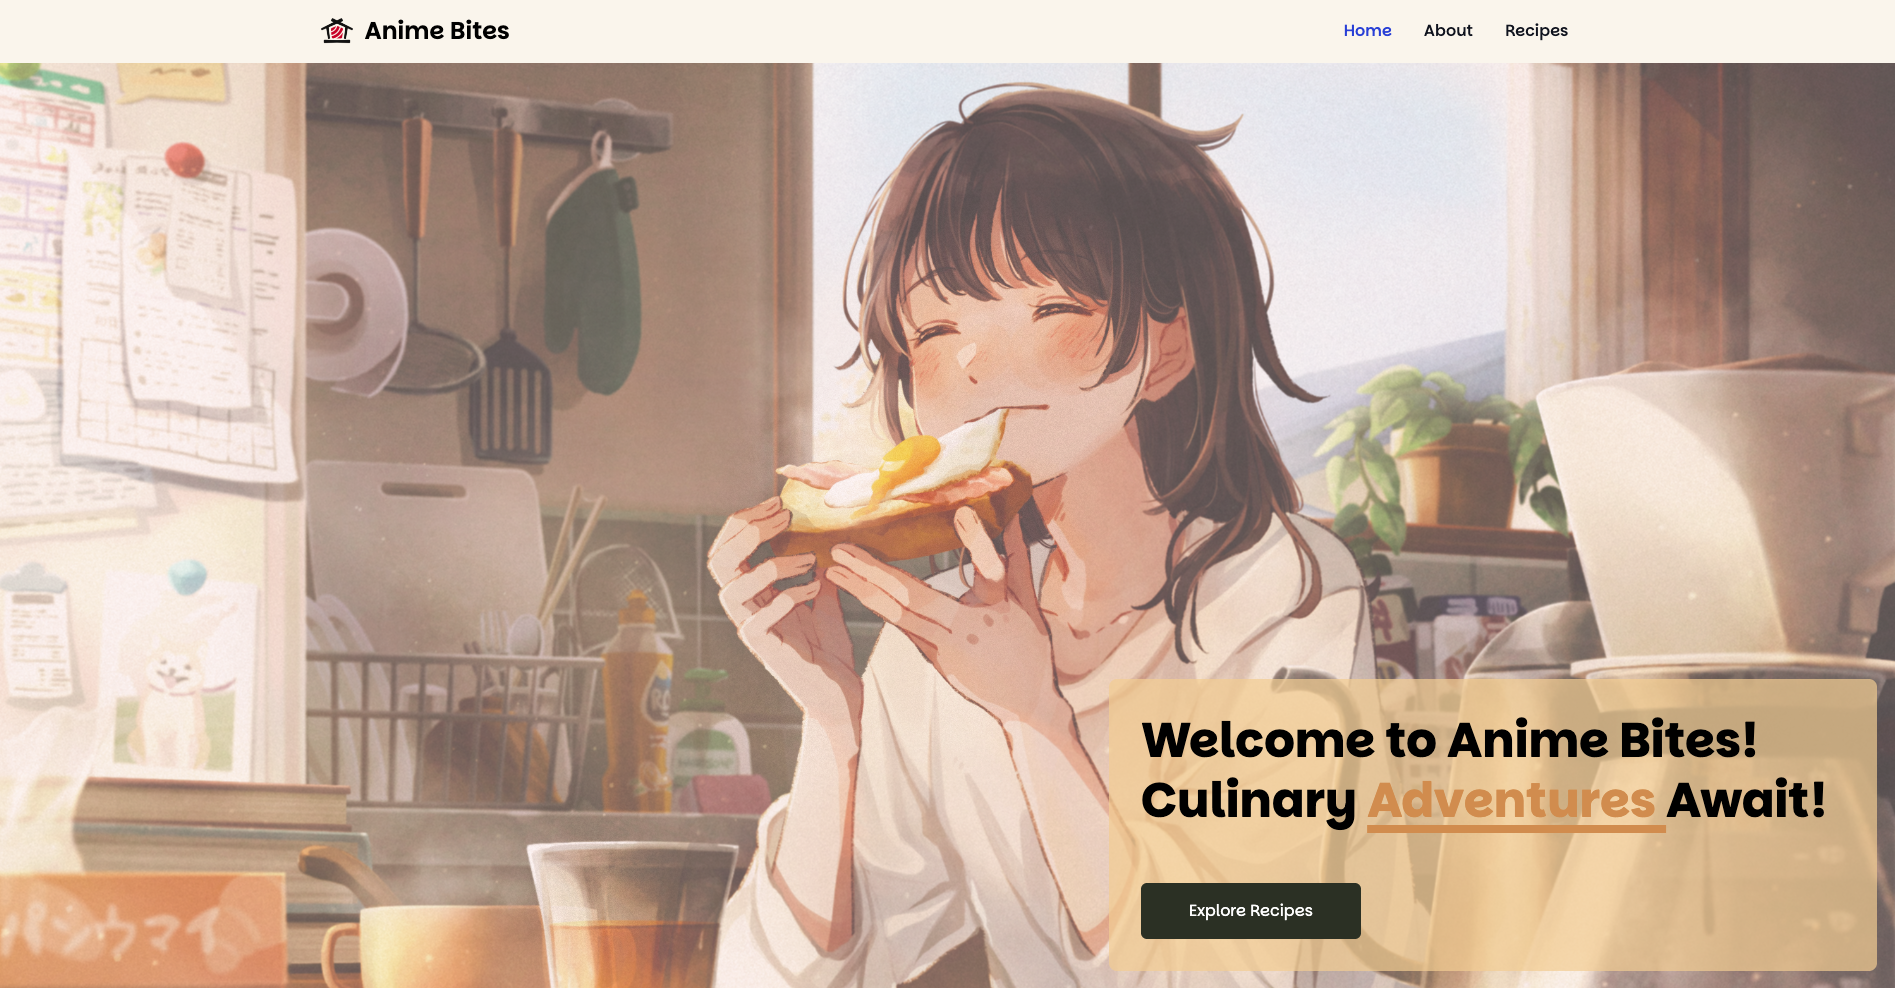 Anime Bites
Home
About
Recipes
Welcome to Anime Bites!
Culinary Adventures Await!
Explore Recipes
パンウマイ